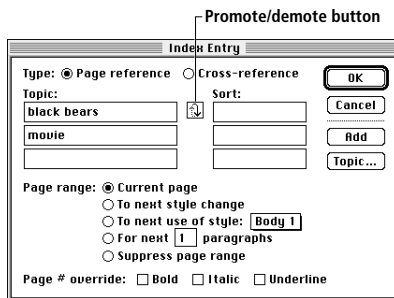 Promote/demote button
Index Entry
Type: Page reference Cross-reference
OK
Topic: Sort:
black bears
Cancel
movie
Add
Topic...
Page range: Current page
To next style change
To next use of style: Body 1
For next 1 paragraphs
Suppress page range
Page # override: Bold Italic Underline